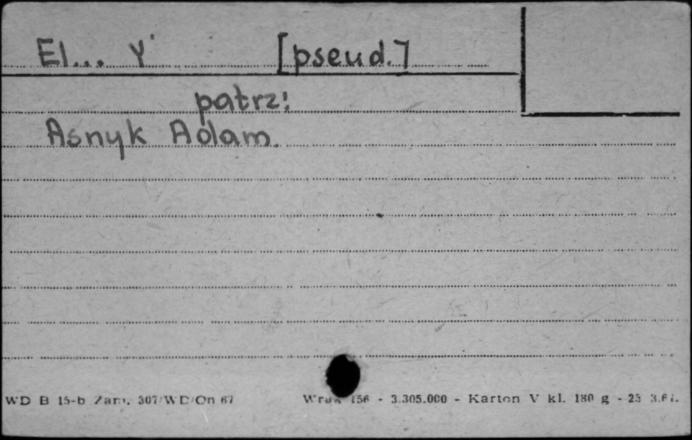 El... y [pseud.]
patrz:
Asnyk Adam.
WD B 15-b Zam. 307/WD/On 67 156 - 3.305.000 - Karton V kl. 180 g - 25